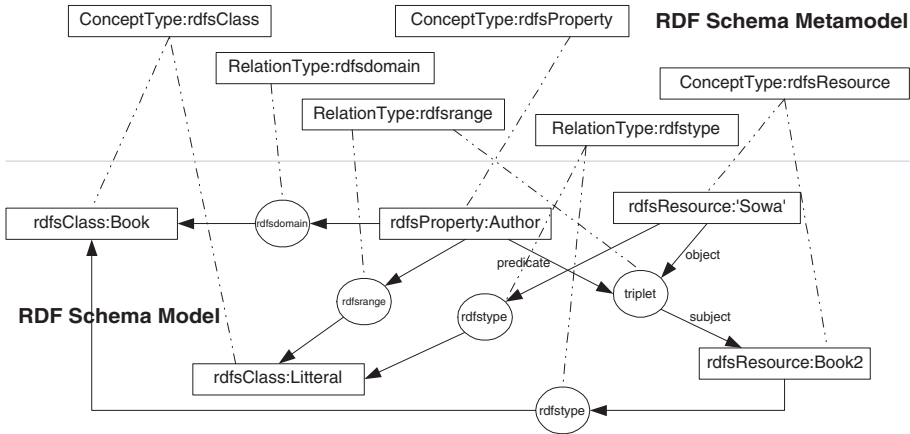 ConceptType:rdfsClass
ConceptType:rdfsProperty
RDF Schema Metamodel
RelationType:rdfsdomain
ConceptType:rdfsResource
RelationType:rdfsrange
RelationType:rdfstype
rdfsClass:Book
rdfsdomain
rdfsProperty:Author
rdfsResource:'Sowa'
predicate
object
rdfsrange
triplet
RDF Schema Model
rdfstype
subject
rdfsClass:Litteral
rdfsResource:Book2
rdfstype